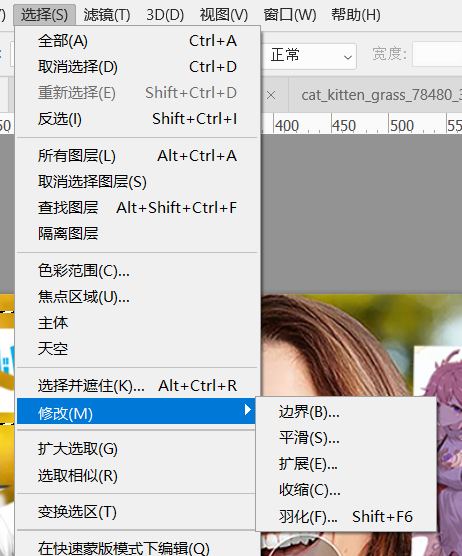 选择(S) 滤镜(T) 3D(D) 视图(V) 窗口(W) 帮助(H)
全部(A) Ctrl+A
取消选择(D) Ctrl+D
重新选择(E) Shift+Ctrl+D
反选(I) Shift+Ctrl+I
正常 宽度:
cat_kitten_grass_78480_3
50 400 450 500 55
所有图层(L) Alt+Ctrl+A
取消选择图层(S)
查找图层 Alt+Shift+Ctrl+F
隔离图层
色彩范围(C)...
焦点区域(U)...
主体
天空
选择并遮住(K)... Alt+Ctrl+R
修改(M)
边界(B)...
平滑(S)...
扩展(E)...
收缩(C)...
羽化(F)... Shift+F6
扩大选取(G)
选取相似(R)
变换选区(T)
在快速蒙版模式下编辑(Q)